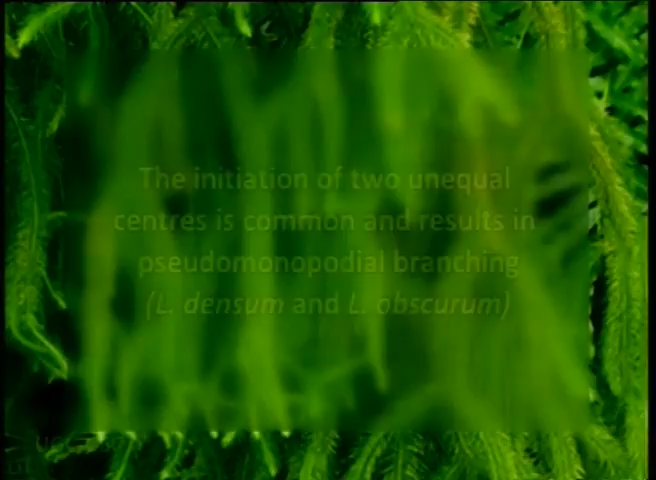 The initiation of two unequal
centres is common and results in
pseudomonopodial branching
(L. densum and L. obscurum)